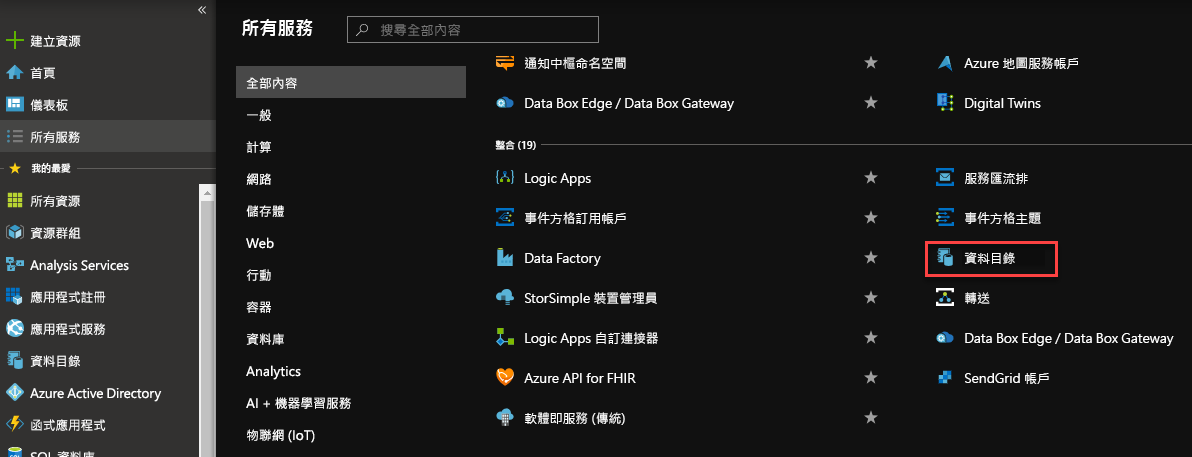 «
建立資源
首頁
儀表板
所有服務
我的最愛
所有資源
資源群組
Analysis Services
應用程式註冊
應用程式服務
資料目錄
Azure Active Directory
函式應用程式
SQL 資料庫
所有服務
搜尋全部內容
全部內容
一般
計算
網路
儲存體
Web
行動
容器
資料庫
Analytics
AI + 機器學習服務
物聯網 (IoT)
通知中樞命名空間
Azure 地圖服務帳戶
Data Box Edge / Data Box Gateway
Digital Twins
整合 (19)
Logic Apps
服務匯流排
事件方格訂用帳戶
事件方格主題
Data Factory
資料目錄
StorSimple 裝置管理員
轉送
Logic Apps 自訂連接器
Data Box Edge / Data Box Gateway
Azure API for FHIR
SendGrid 帳戶
軟體即服務 (傳統)